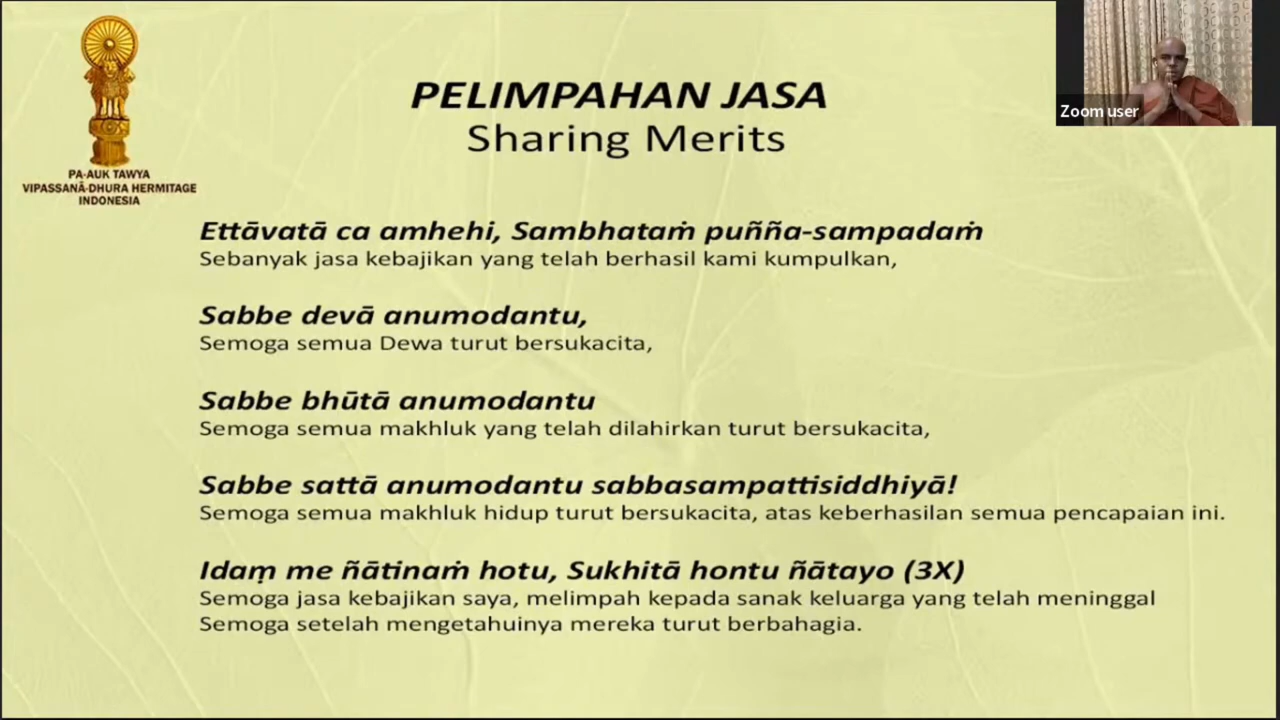 PA-AUK TAWYA
VIPASSANĀ-DHURA HERMITAGE
INDONESIA
PELIMPAHAN JASA
Sharing Merits
Zoom user
Ettāvatā ca amhehi, Sambhataṁ puñña-sampadaṁ
Sebanyak jasa kebajikan yang telah berhasil kami kumpulkan,
Sabbe devā anumodantu,
Semoga semua Dewa turut bersukacita,
Sabbe bhūtā anumodantu
Semoga semua makhluk yang telah dilahirkan turut bersukacita,
Sabbe sattā anumodantu sabbasampattisiddhiyā!
Semoga semua makhluk hidup turut bersukacita, atas keberhasilan semua pencapaian ini.
Idaṃ me ñātinaṁ hotu, Sukhitā hontu ñātayo (3X)
Semoga jasa kebajikan saya, melimpah kepada sanak keluarga yang telah meninggal
Semoga setelah mengetahuinya mereka turut berbahagia.